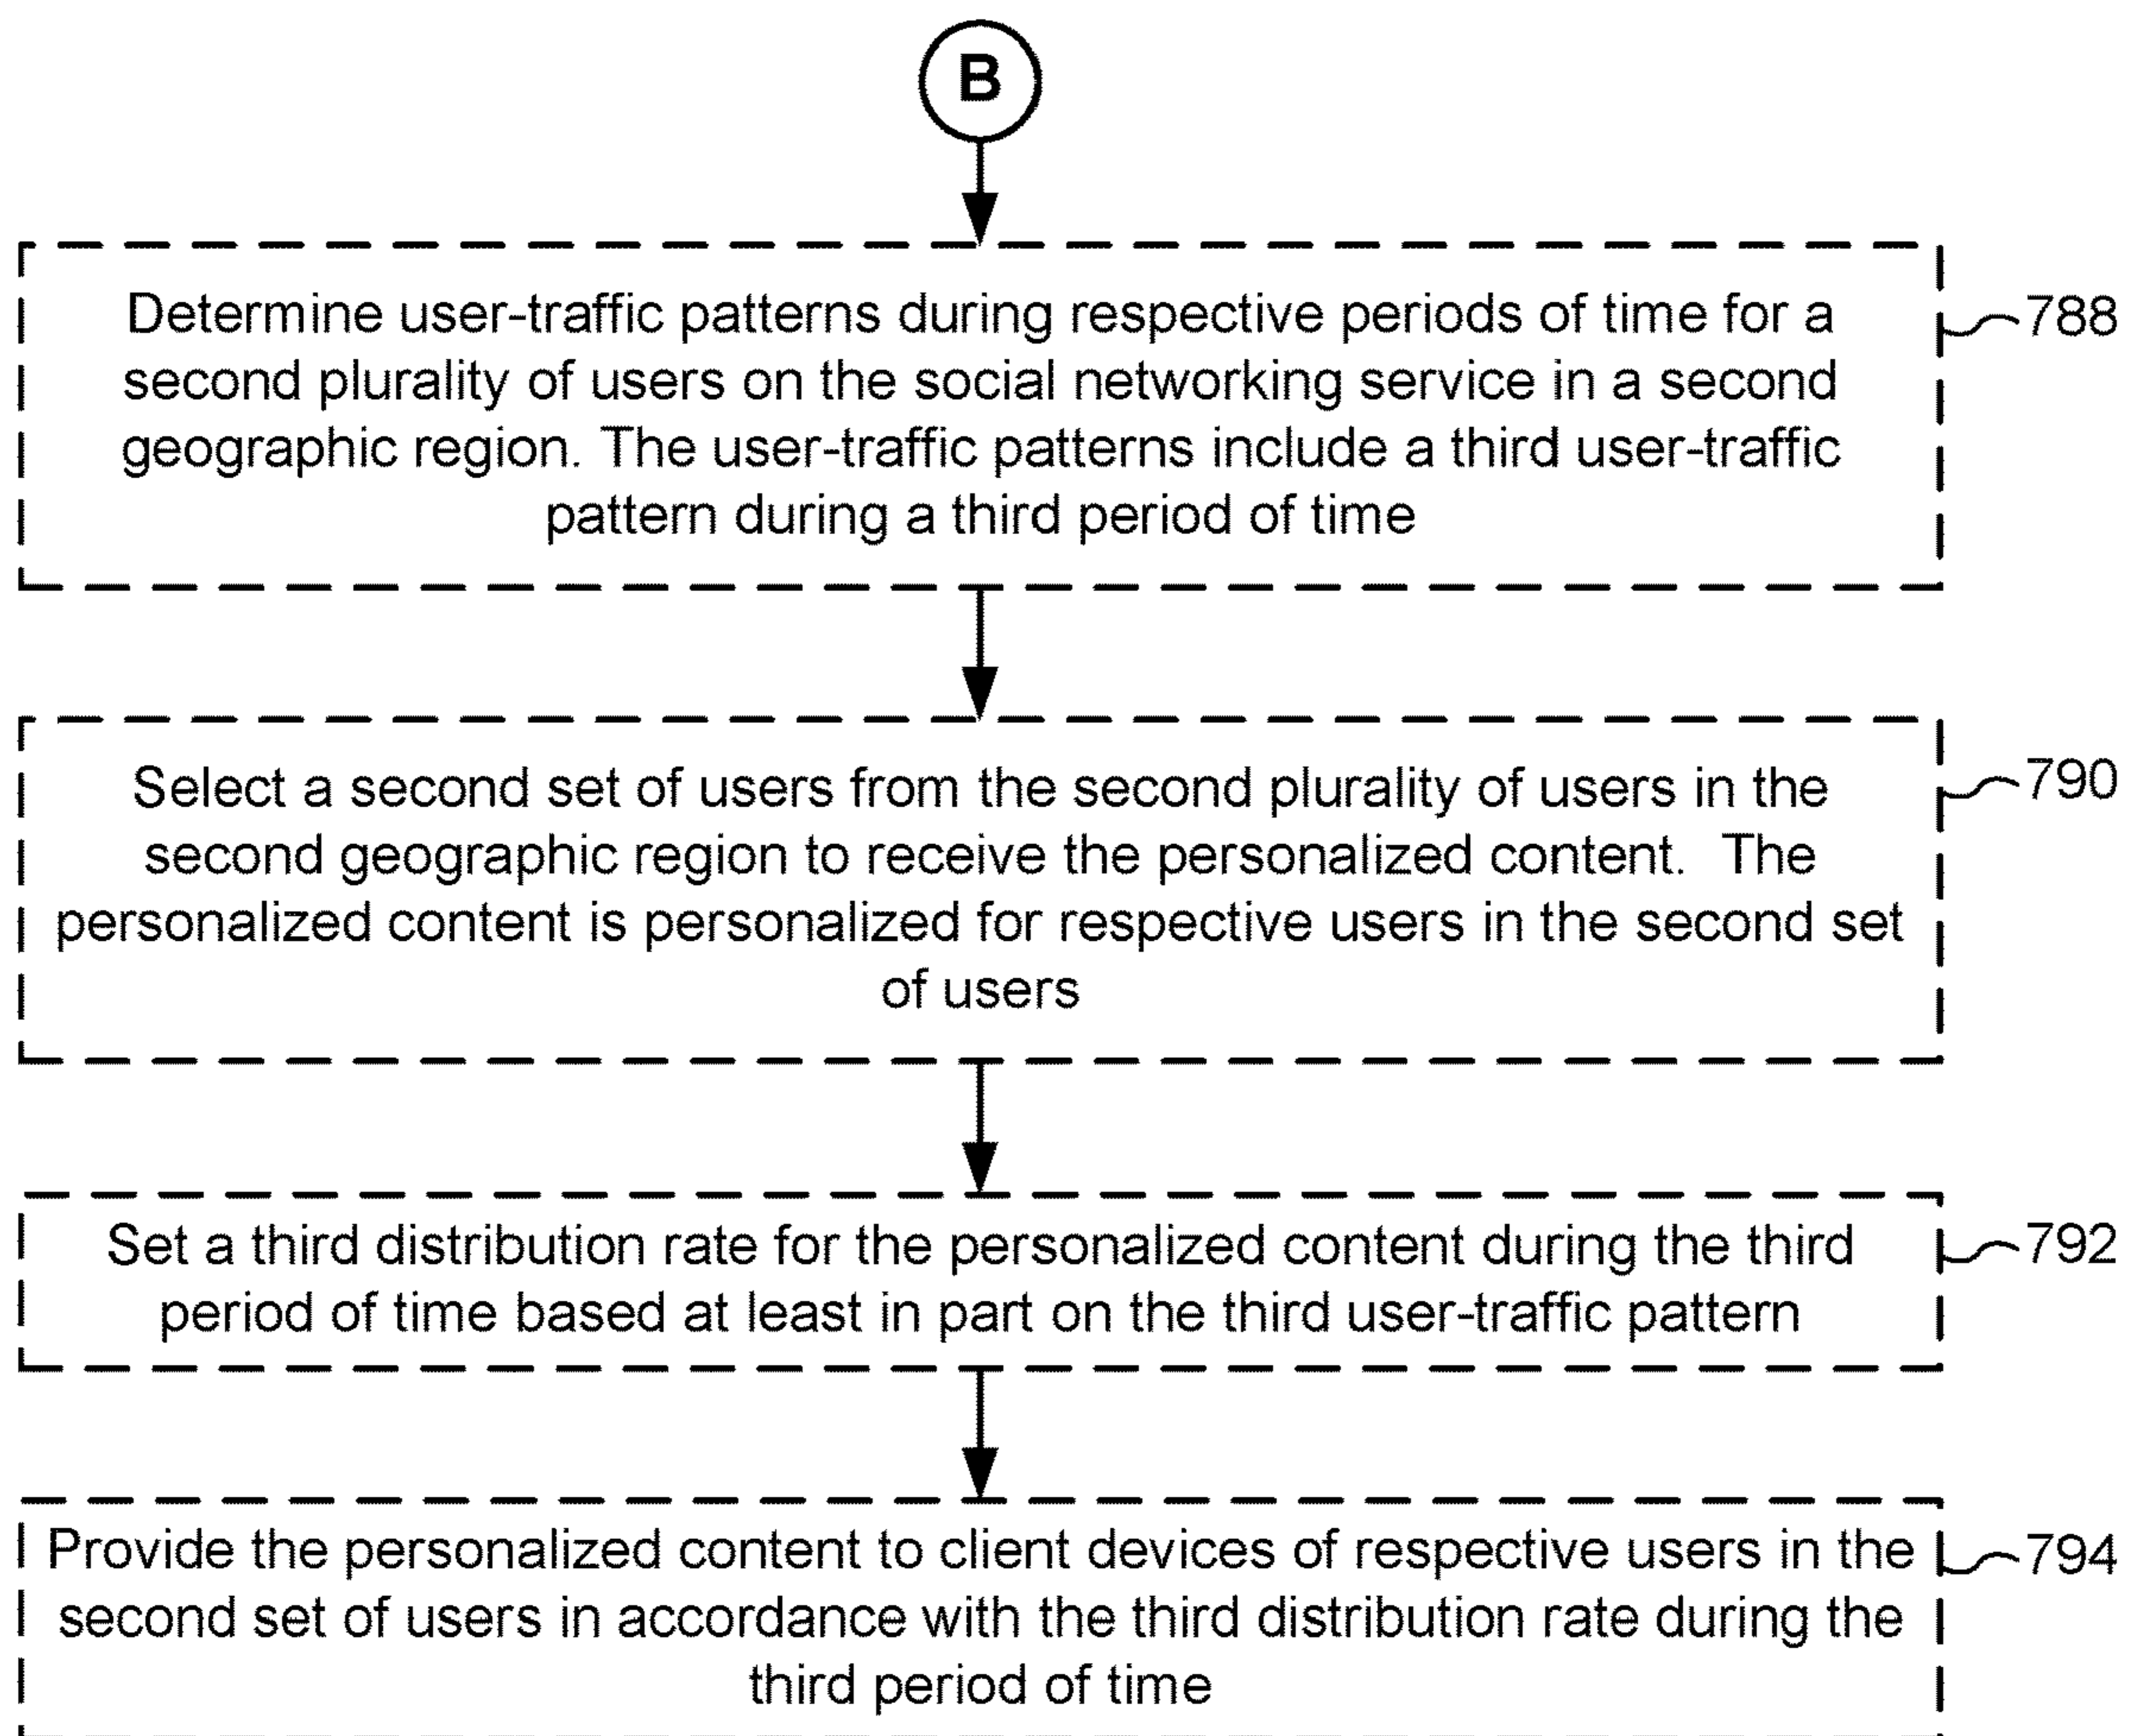 B
Determine user-traffic patterns during respective periods of time for a
second plurality of users on the social networking service in a second
geographic region. The user-traffic patterns include a third user-traffic
pattern during a third period of time
788
Select a second set of users from the second plurality of users in the
second geographic region to receive the personalized content.  The
personalized content is personalized for respective users in the second set
of users
790
Set a third distribution rate for the personalized content during the third
period of time based at least in part on the third user-traffic pattern
792
Provide the personalized content to client devices of respective users in the
second set of users in accordance with the third distribution rate during the
third period of time
794